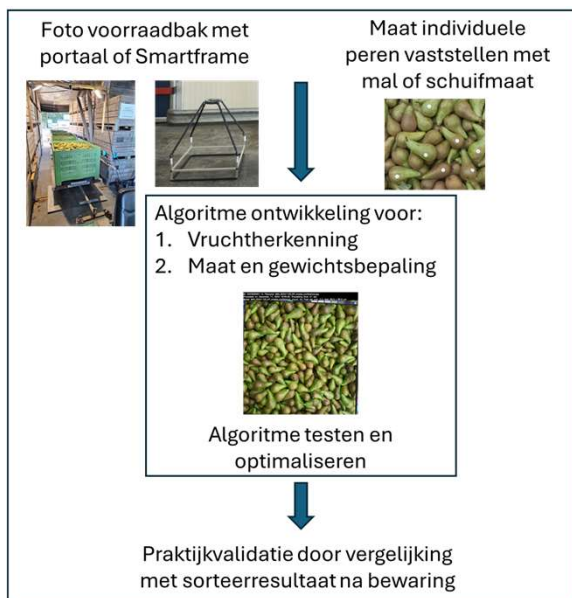 Foto voorraadbak met
portaal of Smartframe
Maat individuele
peren vaststellen met
mal of schuifmaat
Algoritme ontwikkeling voor:
1. Vruchtherkenning
2. Maat en gewichtsbepaling
Algoritme testen en
optimaliseren
Praktijkvalidatie door vergelijking
met sorteerresultaat na bewaring